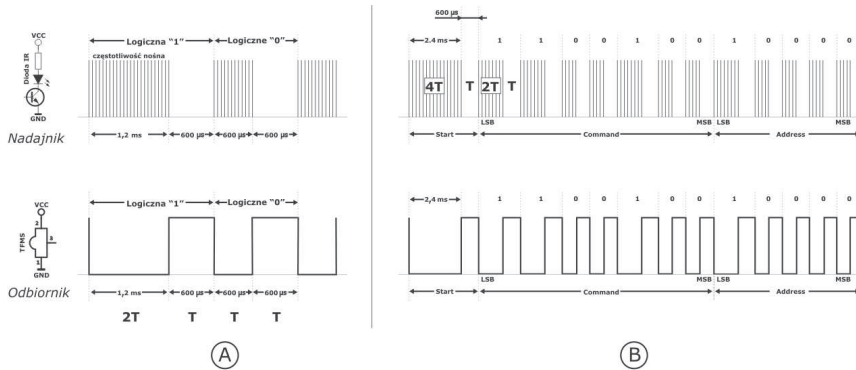 VCC
Dioda IR
GND
Nadajnik
Logiczna “1” Logiczne “0”
częstotliwość nośna
1,2 ms 600 µs 600 µs 600 µs
VCC
2
TFMS
3
1
GND
Odbiornik
Logiczna “1” Logiczne “0”
1,2 ms 600 µs 600 µs 600 µs
2T T T T
A
600 µs
2.4 ms 1 1 0 0 1 0 0 1 0 0 0 0
4T T 2T T
LSB MSB LSB MSB
Start Command Address
2,4 ms 1 1 0 0 1 0 0 1 0 0 0 0
LSB MSB LSB MSB
Start Command Address
B